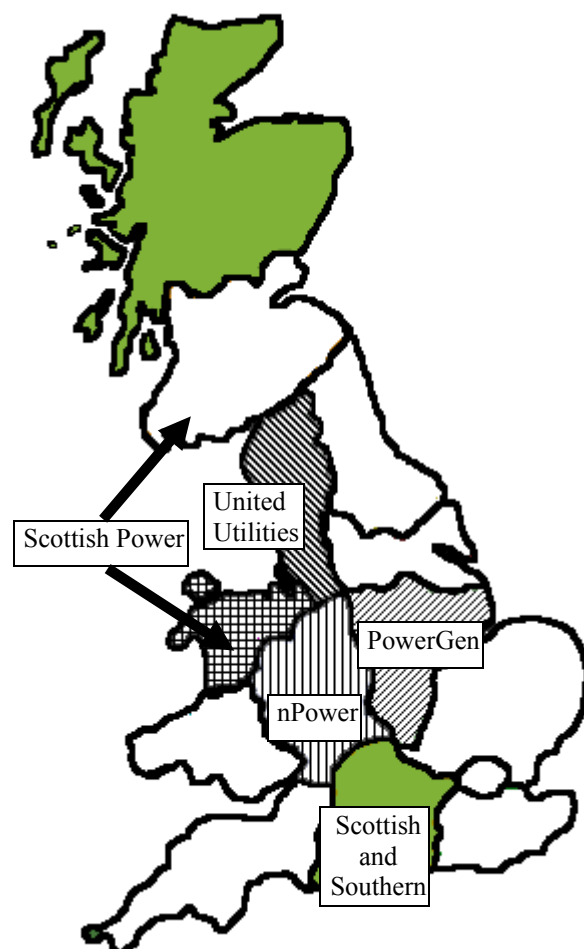 United
Utilities
Scottish Power
PowerGen
nPower
Scottish
and
Southern